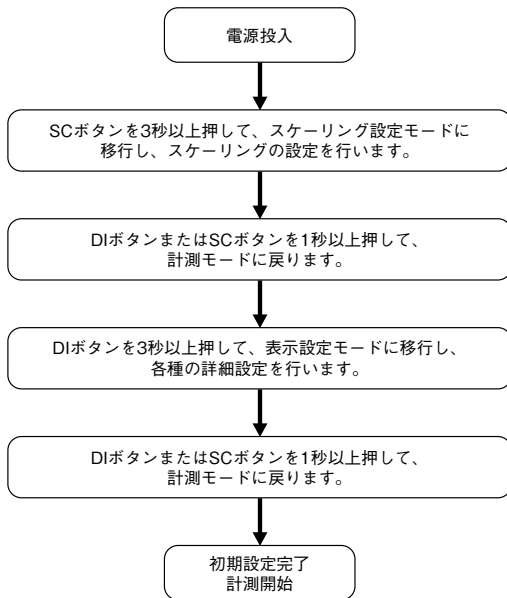 電源投入
SCボタンを3秒以上押して、スケーリング設定モードに
移行し、スケーリングの設定を行います。
DIボタンまたはSCボタンを1秒以上押して、
計測モードに戻ります。
DIボタンを3秒以上押して、表示設定モードに移行し、
各種の詳細設定を行います。
DIボタンまたはSCボタンを1秒以上押して、
計測モードに戻ります。
初期設定完了
計測開始